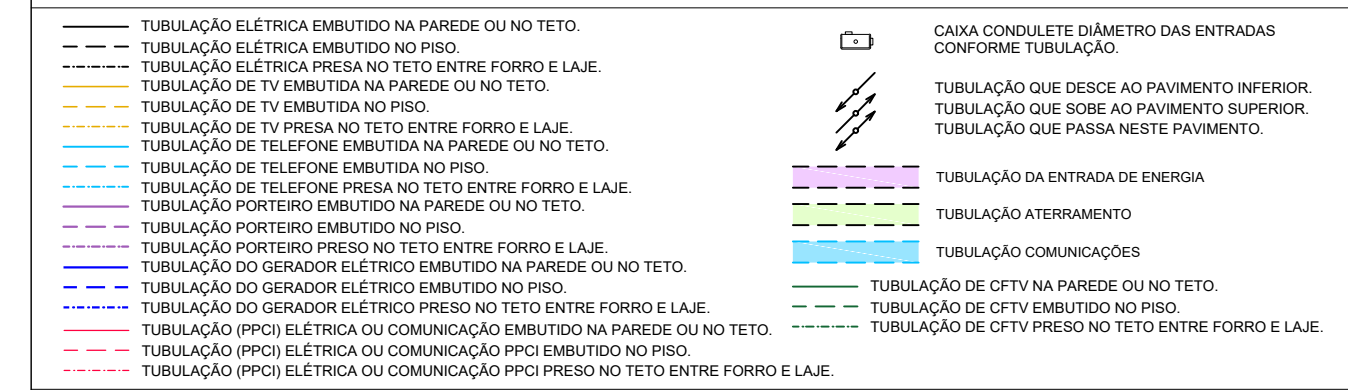 TUBULAÇÃO ELÉTRICA EMBUTIDO NA PAREDE OU NO TETO.
TUBULAÇÃO ELÉTRICA EMBUTIDO NO PISO.
TUBULAÇÃO ELÉTRICA PRESA NO TETO ENTRE FORRO E LAJE.
TUBULAÇÃO DE TV EMBUTIDA NA PAREDE OU NO TETO.
TUBULAÇÃO DE TV EMBUTIDA NO PISO.
TUBULAÇÃO DE TV PRESA NO TETO ENTRE FORRO E LAJE.
TUBULAÇÃO DE TELEFONE EMBUTIDA NA PAREDE OU NO TETO.
TUBULAÇÃO DE TELEFONE EMBUTIDA NO PISO.
TUBULAÇÃO DE TELEFONE PRESA NO TETO ENTRE FORRO E LAJE.
TUBULAÇÃO PORTEIRO EMBUTIDO NA PAREDE OU NO TETO.
TUBULAÇÃO PORTEIRO EMBUTIDO NO PISO.
TUBULAÇÃO PORTEIRO PRESO NO TETO ENTRE FORRO E LAJE.
TUBULAÇÃO DO GERADOR ELÉTRICO EMBUTIDO NA PAREDE OU NO TETO.
TUBULAÇÃO DO GERADOR ELÉTRICO EMBUTIDO NO PISO.
TUBULAÇÃO DO GERADOR ELÉTRICO PRESO NO TETO ENTRE FORRO E LAJE.
TUBULAÇÃO (PPCI) ELÉTRICA OU COMUNICAÇÃO EMBUTIDO NA PAREDE OU NO TETO.
TUBULAÇÃO (PPCI) ELÉTRICA OU COMUNICAÇÃO PPCI EMBUTIDO NO PISO.
TUBULAÇÃO (PPCI) ELÉTRICA OU COMUNICAÇÃO PPCI PRESO NO TETO ENTRE FORRO E LAJE.
CAIXA CONDULETE DIÂMETRO DAS ENTRADAS
CONFORME TUBULAÇÃO.
TUBULAÇÃO QUE DESCE AO PAVIMENTO INFERIOR.
TUBULAÇÃO QUE SOBE AO PAVIMENTO SUPERIOR.
TUBULAÇÃO QUE PASSA NESTE PAVIMENTO.
TUBULAÇÃO DA ENTRADA DE ENERGIA
TUBULAÇÃO ATERRAMENTO
TUBULAÇÃO COMUNICAÇÕES
TUBULAÇÃO DE CFTV NA PAREDE OU NO TETO.
TUBULAÇÃO DE CFTV EMBUTIDO NO PISO.
TUBULAÇÃO DE CFTV PRESO NO TETO ENTRE FORRO E LAJE.